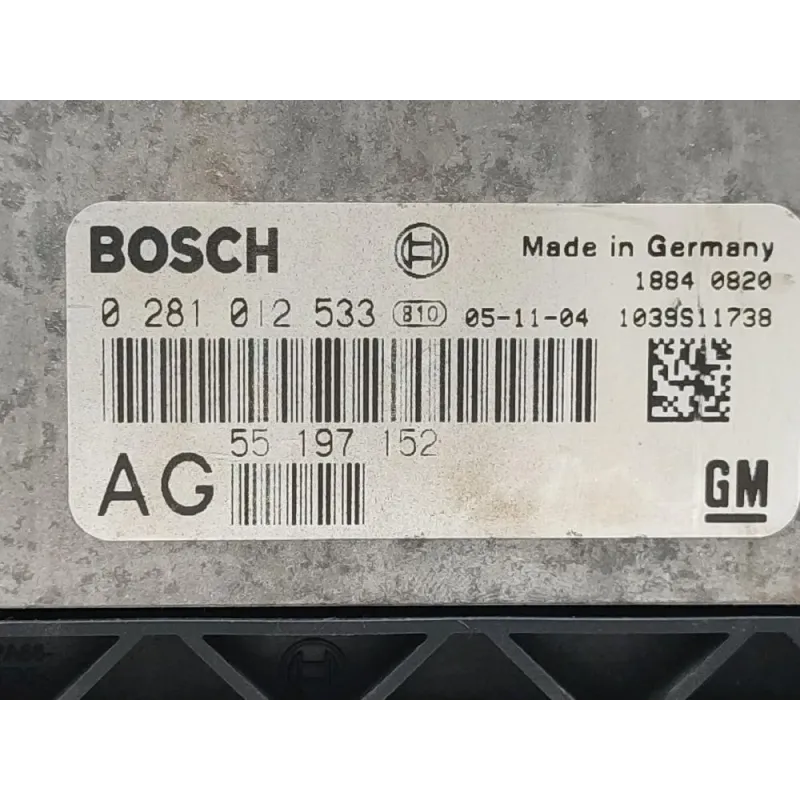 BOSCH Made in Germany
1884 0820
0 281 012 533 810 05-11-04 1039S11738
55 197 152
AG GM